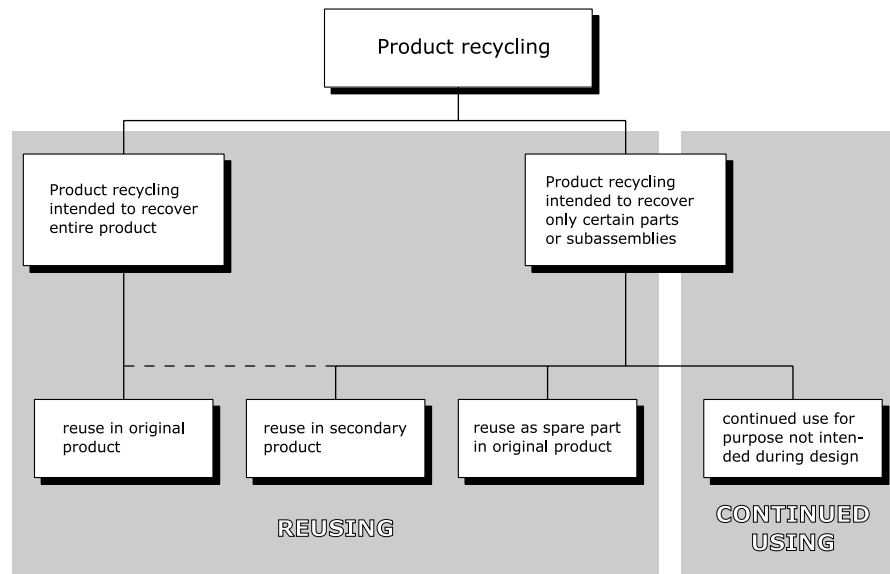 Product recycling
Product recycling
intended to recover
entire product
Product recycling
intended to recover
only certain parts
or subassemblies
reuse in original
product
reuse in secondary
product
reuse as spare part
in original product
continued use for
purpose not inten-
ded during design
REUSING
CONTINUED
USING